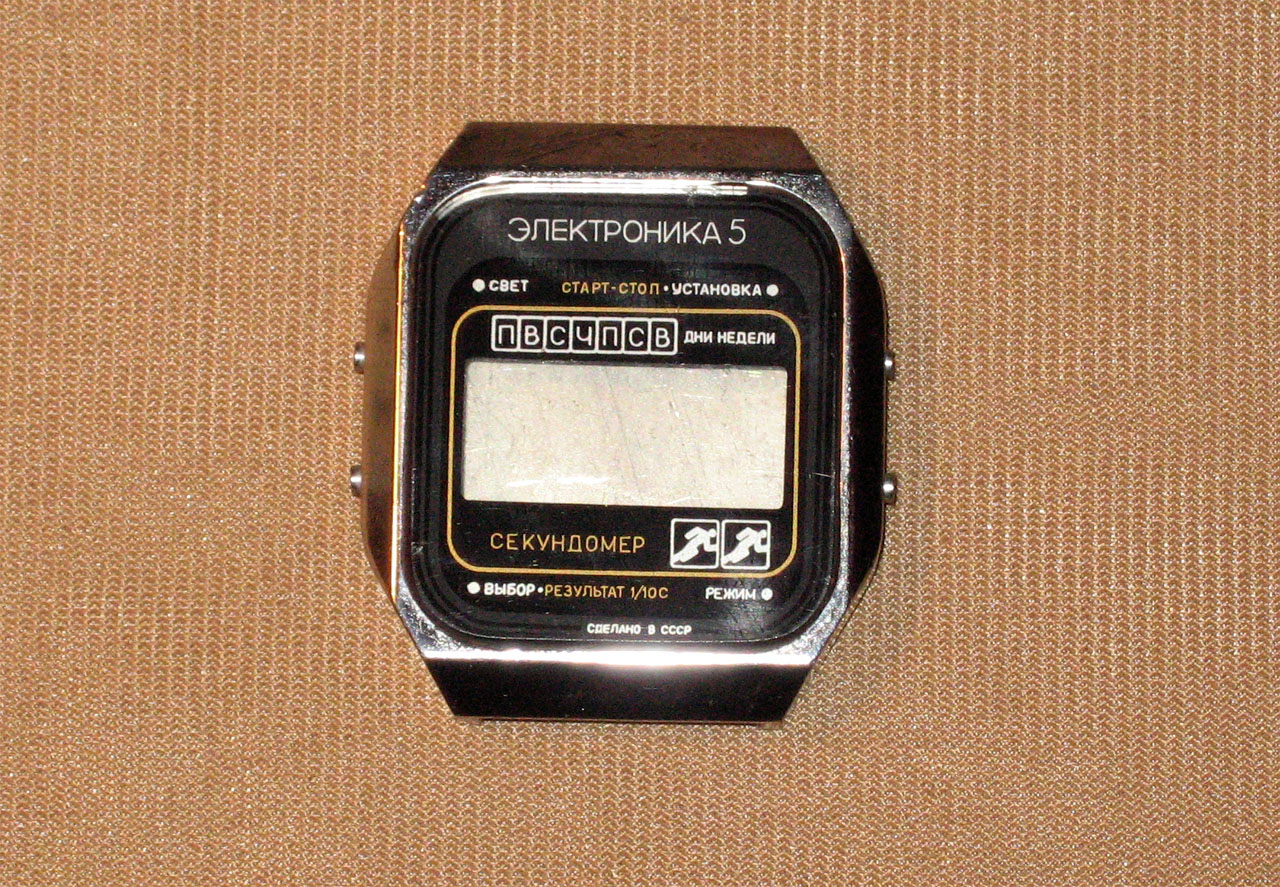 ЭЛЕКТРОНИКА 5
СВЕТ СТАРТ-СТОП•УСТАНОВКА
ПВСЧПСВ ДНИ НЕДЕЛИ
СЕКУНДОМЕР
ВЫБОР•РЕЗУЛЬТАТ 1/10С РЕЖИМ
СДЕЛАНО В СССР